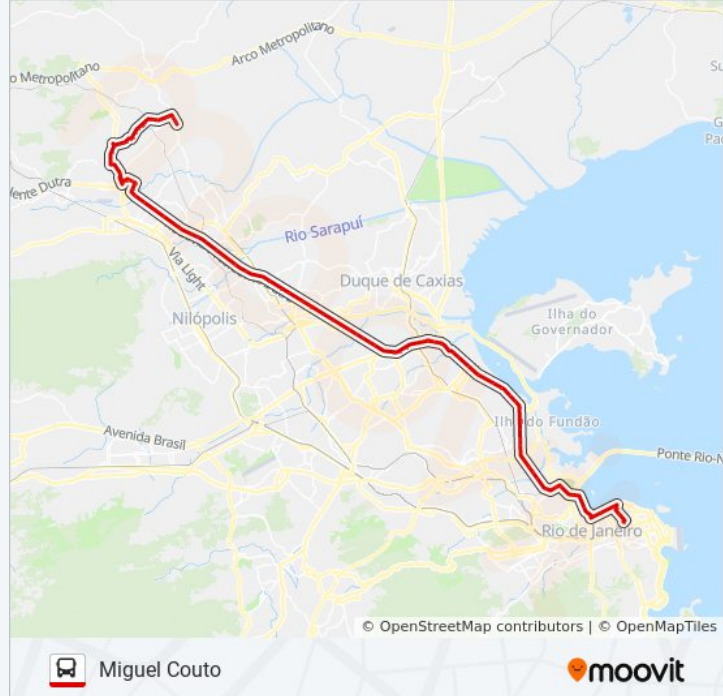 Arco Metropolitano
o Metropolitano
lente Dutra
Rio Sarapuí
Via Light
Duque de Caxias
Nilópolis
Ilha do
Governador
Avenida Brasil
Ilha do Fundão
Ponte Rio-N
Rio de Janeiro
© OpenStreetMap contributors | © OpenMapTiles
Miguel Couto
moovit